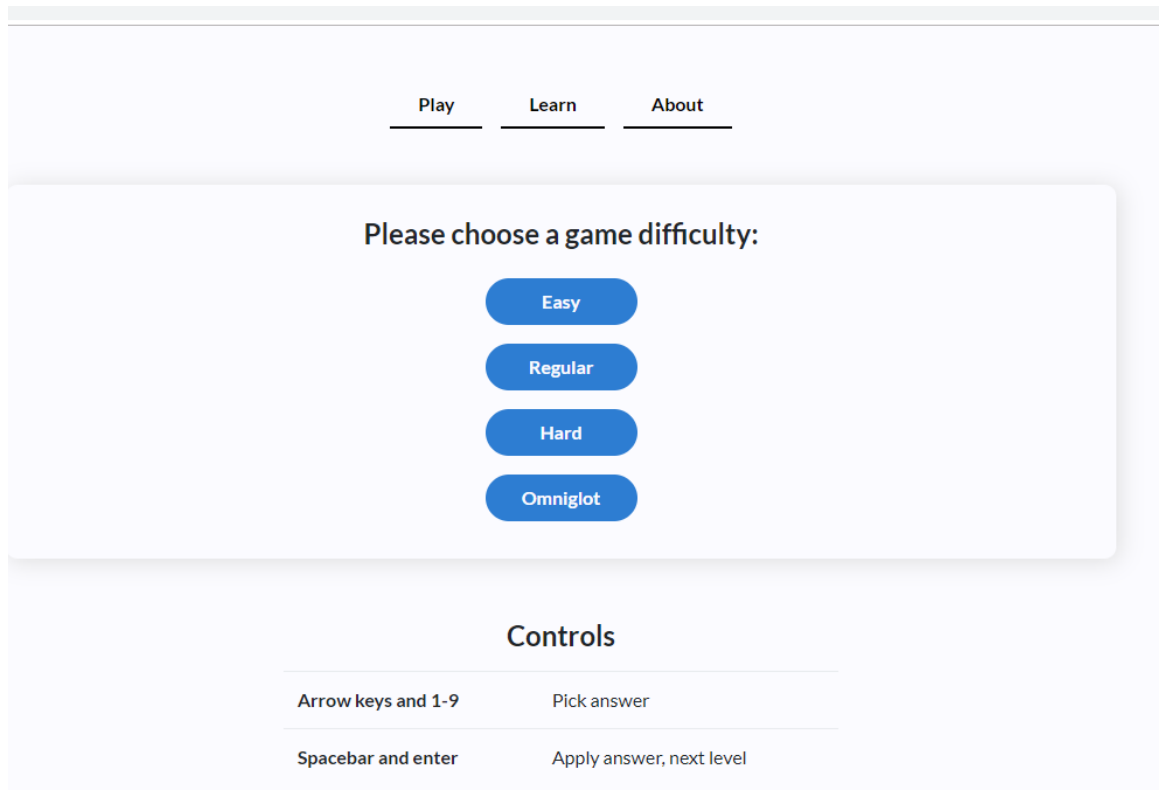 Play Learn About
Please choose a game difficulty:
Easy
Regular
Hard
Omniglot
Controls
Arrow keys and 1-9 Pick answer
Spacebar and enter Apply answer, next level